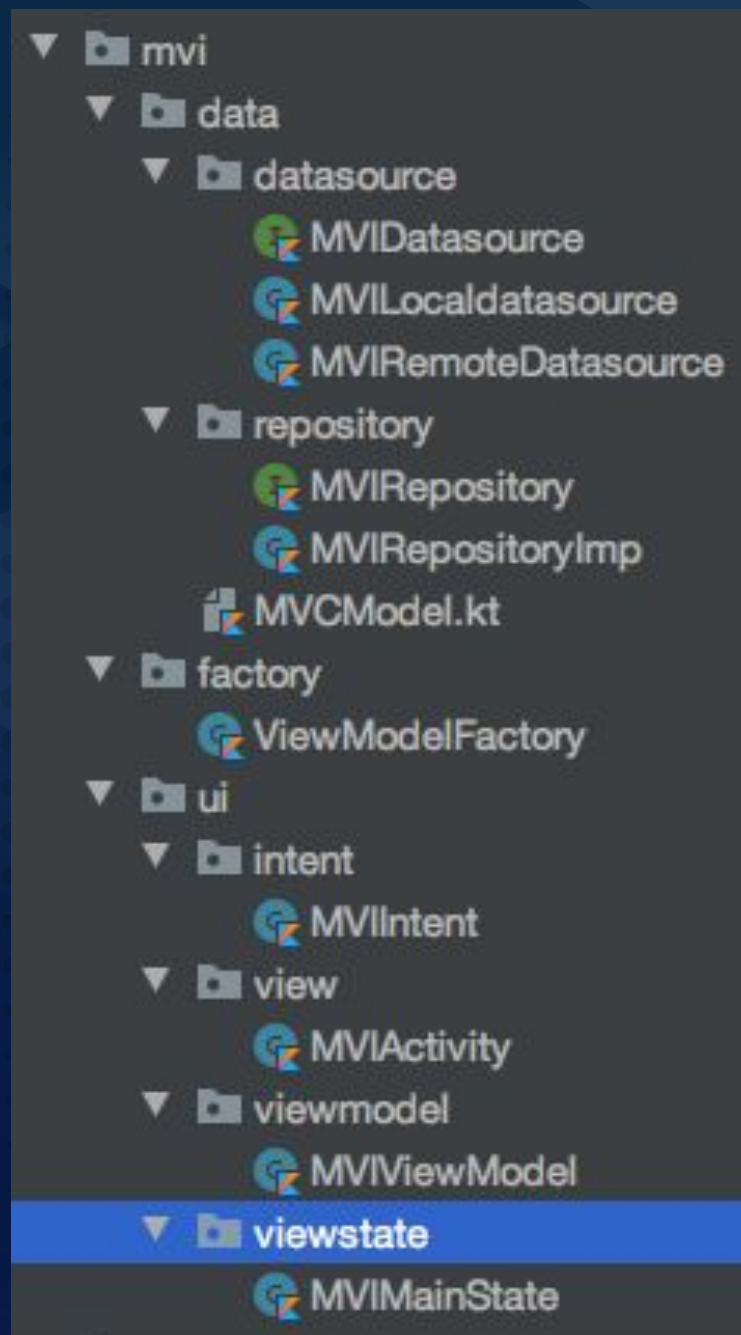 mvi
data
datasource
MVIDatasource
MVILocaldatasource
MVIRemoteDatasource
repository
MVIRepository
MVIRepositoryImp
MVCModel.kt
factory
ViewModelFactory
ui
intent
MVIIntent
view
MVIActivity
viewmodel
MVIViewModel
viewstate
MVIMainState